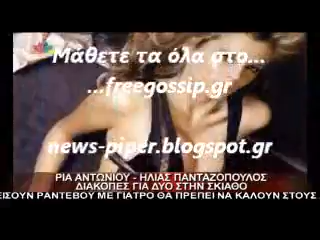 Μάθετε τα όλα στο...
...freegossip.gr
news-piper.blogspot.gr
ΡΙΑ ΑΝΤΩΝΙΟΥ - ΗΛΙΑΣ ΠΑΝΤΑΖΟΠΟΥΛΟΣ
ΔΙΑΚΟΠΕΣ ΓΙΑ ΔΥΟ ΣΤΗΝ ΣΚΙΑΘΟ
ΕΙΣΟΥΝ ΡΑΝΤΕΒΟΥ ΜΕ ΓΙΑΤΡΟ ΘΑ ΠΡΕΠΕΙ ΝΑ ΚΑΛΟΥΝ ΣΤΟΥΣ